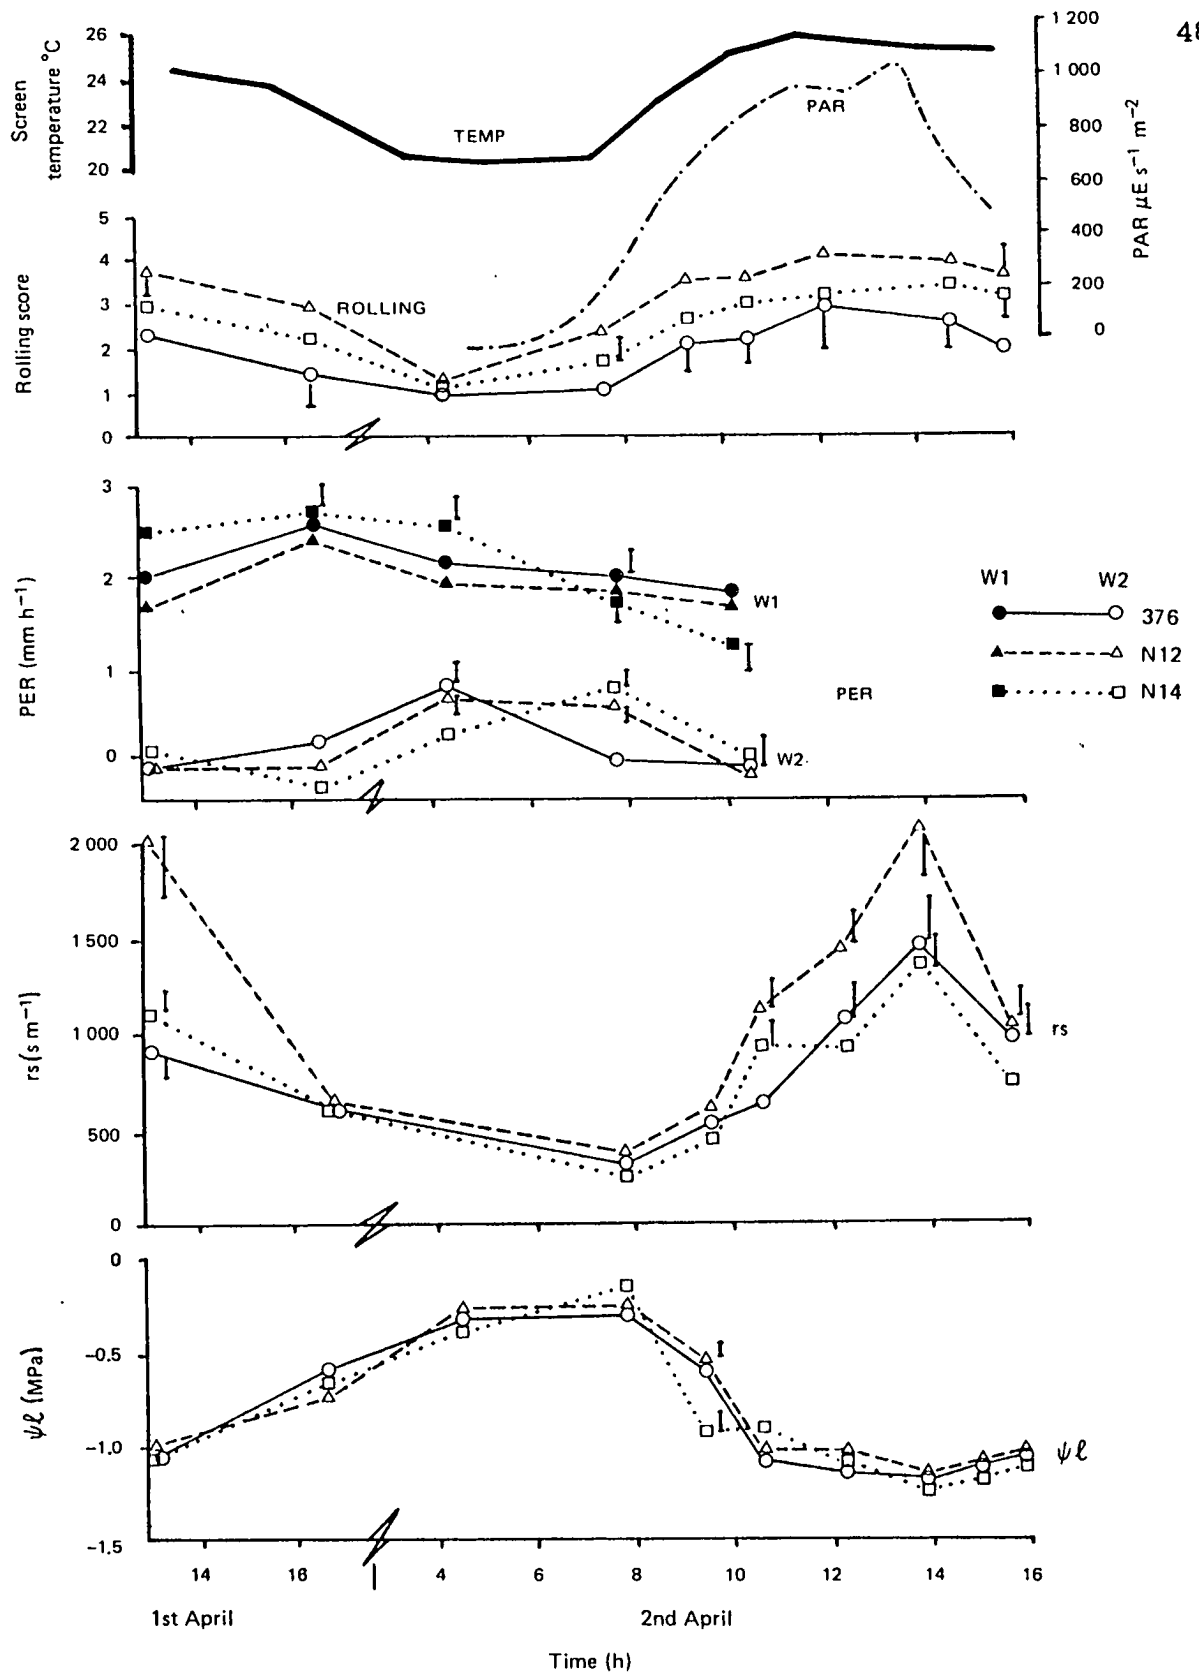 48
Screen
temperature °C
26
24
22
20
TEMP
PAR
1 200
1 000
800
600
400
200
0
PAR μE s⁻¹ m⁻²
Rolling score
5
4
3
2
1
0
ROLLING
PER (mm h⁻¹)
3
2
1
0
W1
W2
PER
W1 W2
376
N12
N14
rs (s m⁻¹)
2 000
1 500
1 000
500
0
rs
ψℓ (MPa)
0
−0.5
−1.0
−1.5
ψℓ
14 16 4 6 8 10 12 14 16
1st April 2nd April
Time (h)